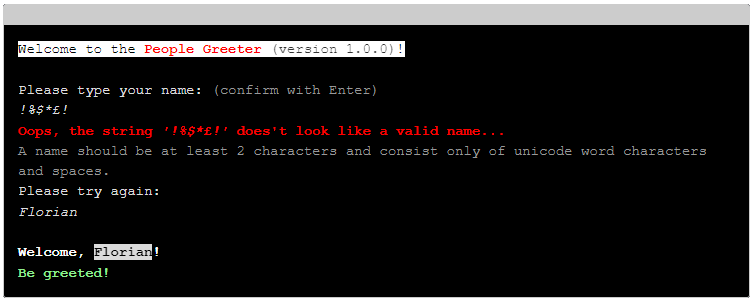 Welcome to the People Greeter (version 1.0.0)!
Please type your name: (confirm with Enter)
!%$*£!
Oops, the string '!%$*£!' does't look like a valid name...
A name should be at least 2 characters and consist only of unicode word characters
and spaces.
Please try again:
Florian
Welcome, Florian!
Be greeted!